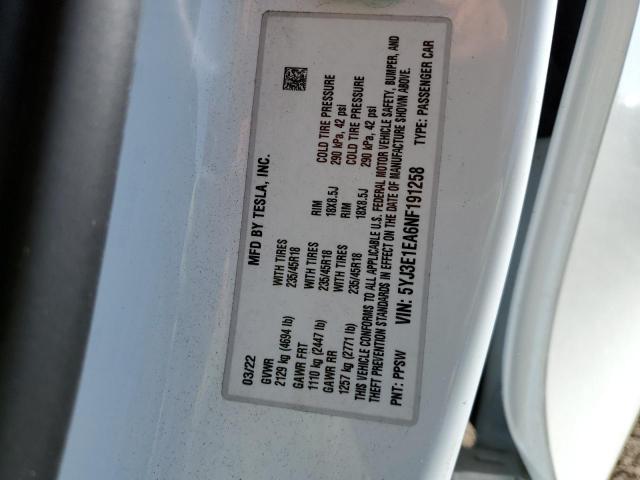 MFD BY TESLA, INC.
03/22
GVWR
2129 kg (4694 lb)
WITH TIRES
235/45R18
RIM
18X8.5J
COLD TIRE PRESSURE
290 kPa, 42 psi
GAWR FRT
1110 kg (2447 lb)
WITH TIRES
235/45R18
RIM
18X8.5J
COLD TIRE PRESSURE
290 kPa, 42 psi
GAWR RR
1257 kg (2771 lb)
WITH TIRES
235/45R18
THIS VEHICLE CONFORMS TO ALL APPLICABLE U.S. FEDERAL MOTOR VEHICLE SAFETY, BUMPER, AND
THEFT PREVENTION STANDARDS IN EFFECT ON THE DATE OF MANUFACTURE SHOWN ABOVE.
PNT: PPSW VIN: 5YJ3E1EA6NF191258 TYPE: PASSENGER CAR